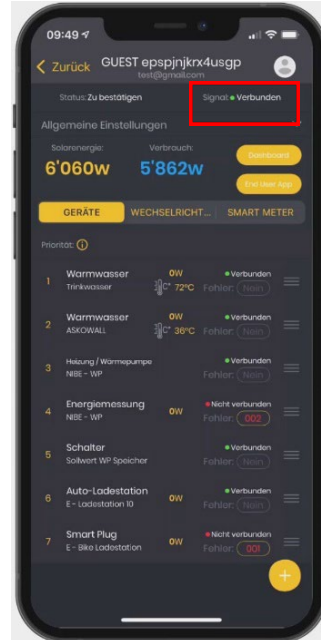 09:49
Zurück GUEST epspjnjkrx4usgp
test@gmail.com
Status: Zu bestätigen Signal: Verbunden
Allgemeine Einstellungen
Solarenergie: Verbrauch:
6'060w 5'862w
Dashboard
End User App
GERÄTE WECHSELRICHT... SMART METER
Priorität:
1 Warmwasser 0W Verbunden
Trinkwasser C° 72°C Fehler: Nein
2 Warmwasser 0W Verbunden
ASKOWALL C° 36°C Fehler: Nein
3 Heizung / Wärmepumpe Verbunden
NIBE - WP Fehler: Nein
4 Energiemessung 0W Nicht verbunden
NIBE - WP Fehler: 002
5 Schalter Verbunden
Sollwert WP Speicher Fehler: Nein
6 Auto-Ladestation 0W Verbunden
E - Ladestation 10 Fehler: Nein
7 Smart Plug 0W Nicht verbunden
E - Bike Ladestation Fehler: 001
+